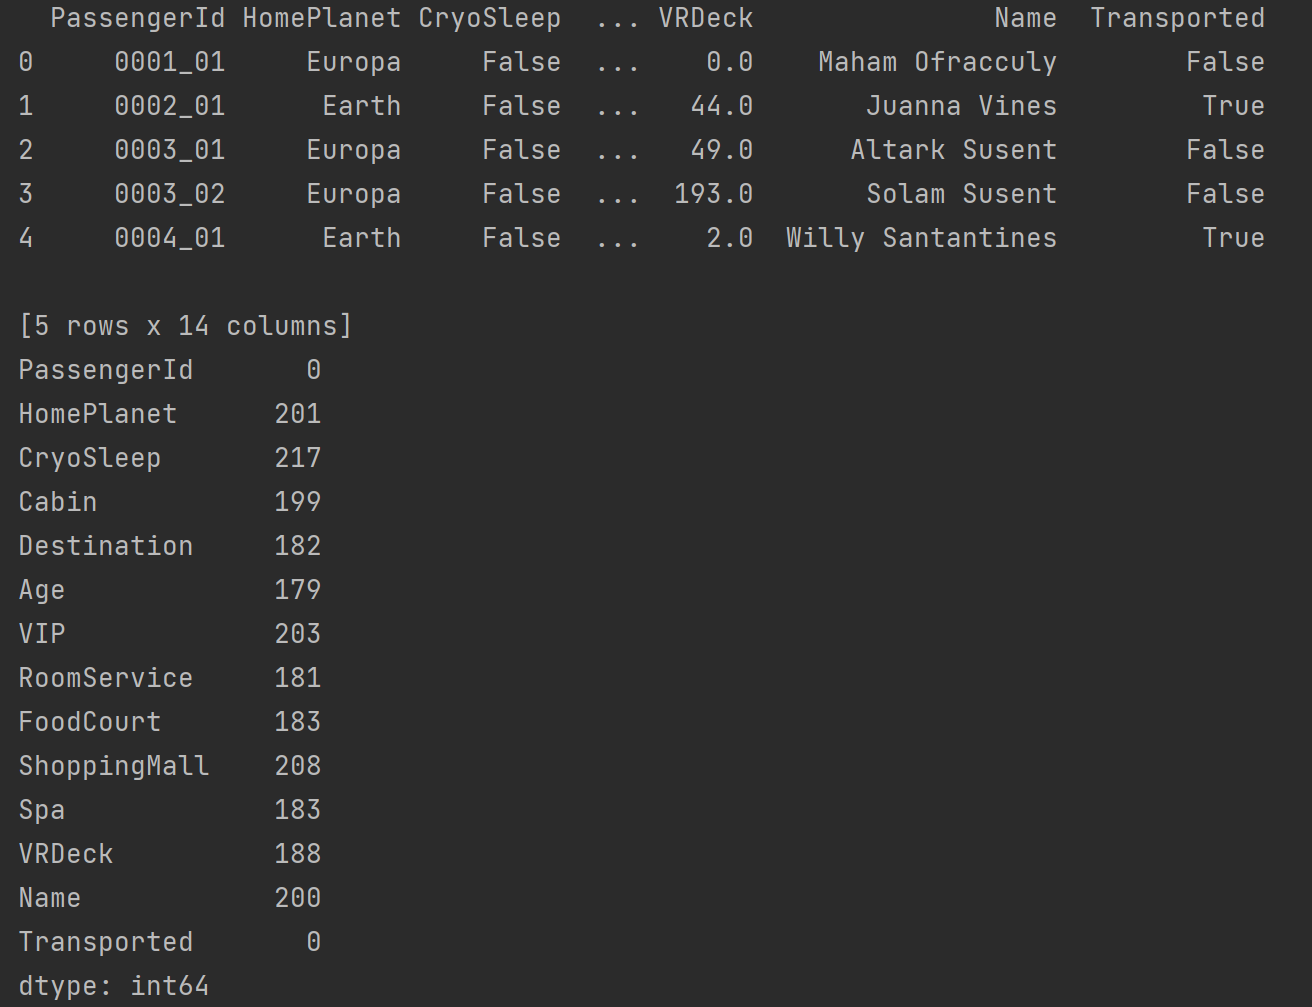 PassengerId HomePlanet CryoSleep ... VRDeck Name Transported
0 0001_01 Europa False ... 0.0 Maham Ofracculy False
1 0002_01 Earth False ... 44.0 Juanna Vines True
2 0003_01 Europa False ... 49.0 Altark Susent False
3 0003_02 Europa False ... 193.0 Solam Susent False
4 0004_01 Earth False ... 2.0 Willy Santantines True
[5 rows x 14 columns]
PassengerId 0
HomePlanet 201
CryoSleep 217
Cabin 199
Destination 182
Age 179
VIP 203
RoomService 181
FoodCourt 183
ShoppingMall 208
Spa 183
VRDeck 188
Name 200
Transported 0
dtype: int64